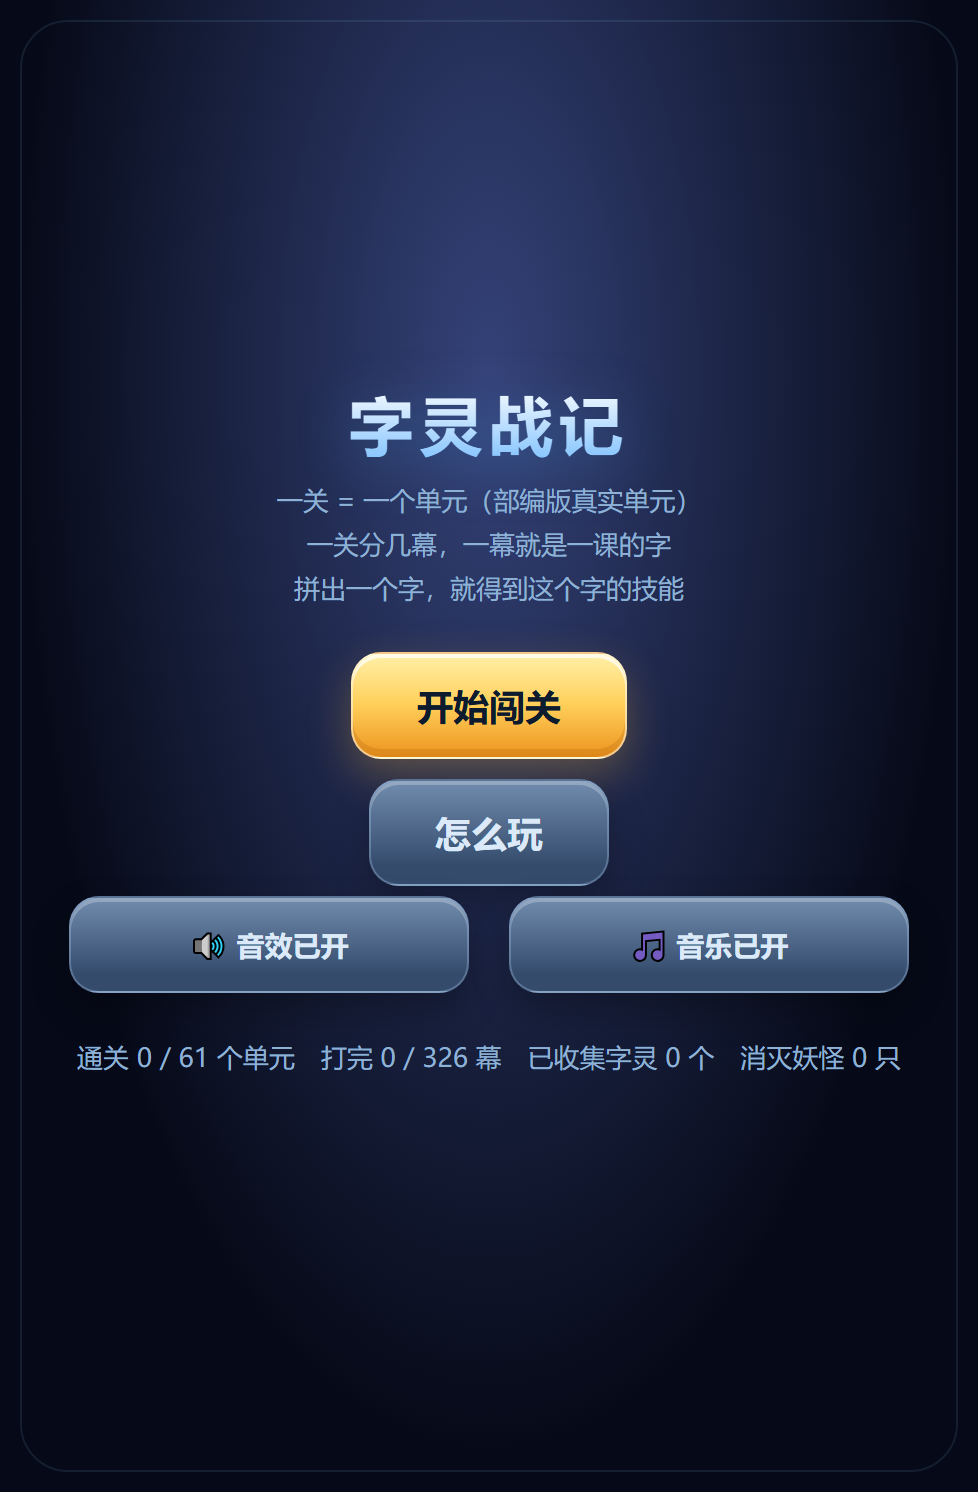 字灵战记
一关 = 一个单元（部编版真实单元）
一关分几幕，一幕就是一课的字
拼出一个字，就得到这个字的技能
开始闯关
怎么玩
🔊 音效已开
🎵 音乐已开
通关 0 / 61 个单元 打完 0 / 326 幕 已收集字灵 0 个 消灭妖怪 0 只